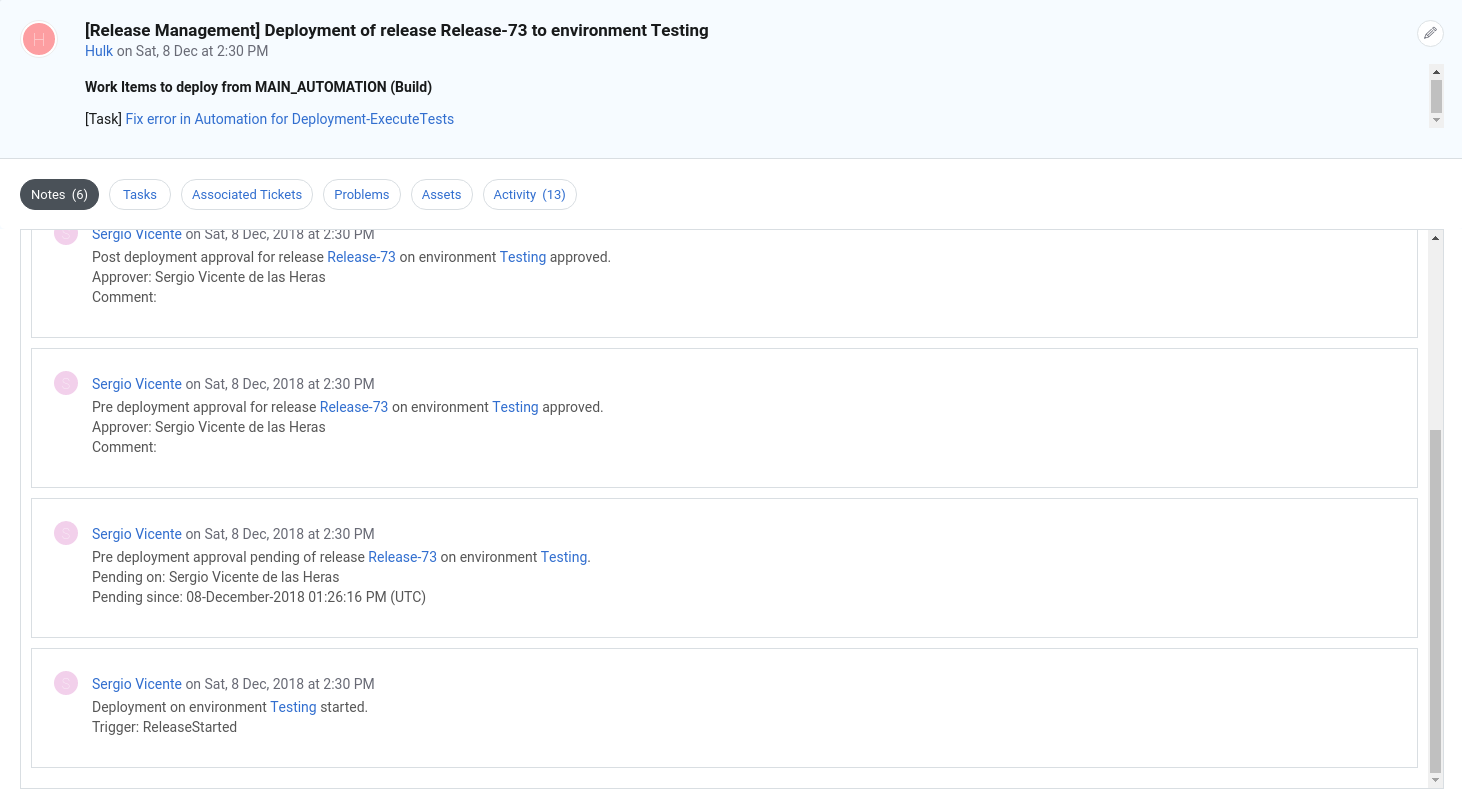 H
[Release Management] Deployment of release Release-73 to environment Testing
Hulk on Sat, 8 Dec at 2:30 PM
Work Items to deploy from MAIN_AUTOMATION (Build)
[Task] Fix error in Automation for Deployment-ExecuteTests
Notes (6) Tasks Associated Tickets Problems Assets Activity (13)
Sergio Vicente on Sat, 8 Dec, 2018 at 2:30 PM
Post deployment approval for release Release-73 on environment Testing approved.
Approver: Sergio Vicente de las Heras
Comment:
S
Sergio Vicente on Sat, 8 Dec, 2018 at 2:30 PM
Pre deployment approval for release Release-73 on environment Testing approved.
Approver: Sergio Vicente de las Heras
Comment:
S
Sergio Vicente on Sat, 8 Dec, 2018 at 2:30 PM
Pre deployment approval pending of release Release-73 on environment Testing.
Pending on: Sergio Vicente de las Heras
Pending since: 08-December-2018 01:26:16 PM (UTC)
S
Sergio Vicente on Sat, 8 Dec, 2018 at 2:30 PM
Deployment on environment Testing started.
Trigger: ReleaseStarted